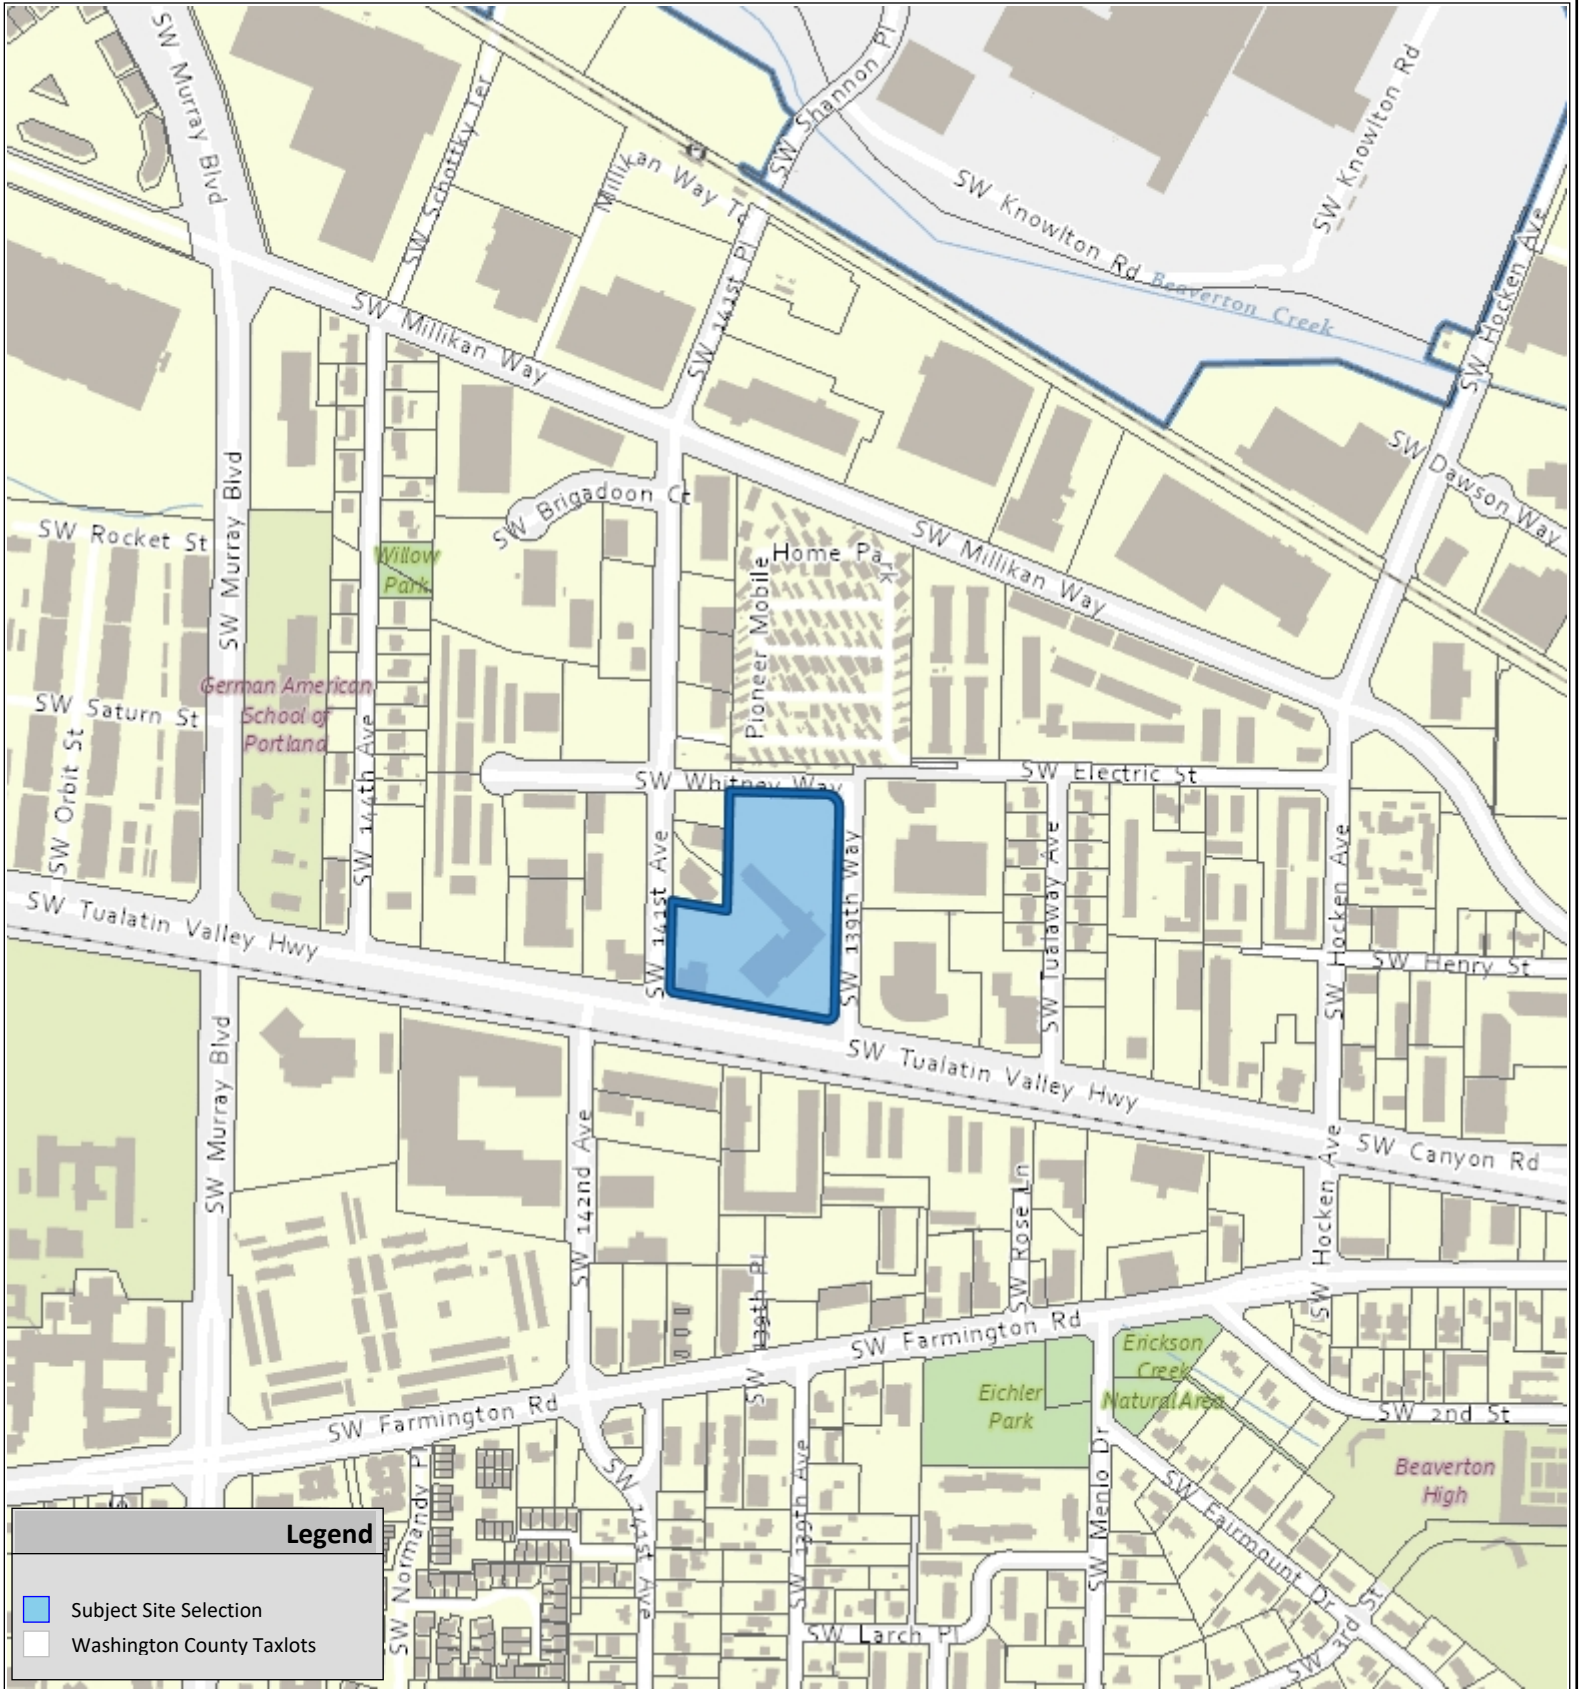 SW Murray Blvd
SW Schottky Ter
SW Shannon Pl
SW Knowlton Rd
Millikan Way
SW Knowlton Rd
SW Hocken Ave
Beaverton Creek
SW 141st Pl
SW Millikan Way
SW Dawson Way
SW Brigadoon Ct
SW Murray Blvd
SW Rocket St
Willow
Park
Pioneer Mobile
Home Park
SW Millikan Way
German American
School of
Portland
SW Saturn St
SW Orbit St
SW 144th Ave
SW Whitney Way
SW Electric St
SW 141st Ave
SW 139th Way
SW Tualaway Ave
SW Hocken Ave
SW Tualatin Valley Hwy
SW Henry St
SW Murray Blvd
SW Tualatin Valley Hwy
SW Canyon Rd
SW 142nd Ave
SW Rose Ln
SW Hocken Ave
SW 139th Pl
SW Farmington Rd
Erickson
Creek
Natural Area
Eichler
Park
SW Farmington Rd
SW 2nd St
Beaverton
High
SW Normandy Pl
SW 141st Ave
SW 139th Ave
SW Menlo Dr
SW Fairmount Dr
SW Larch Pl
SW 3rd St
Legend
Subject Site Selection
Washington County Taxlots